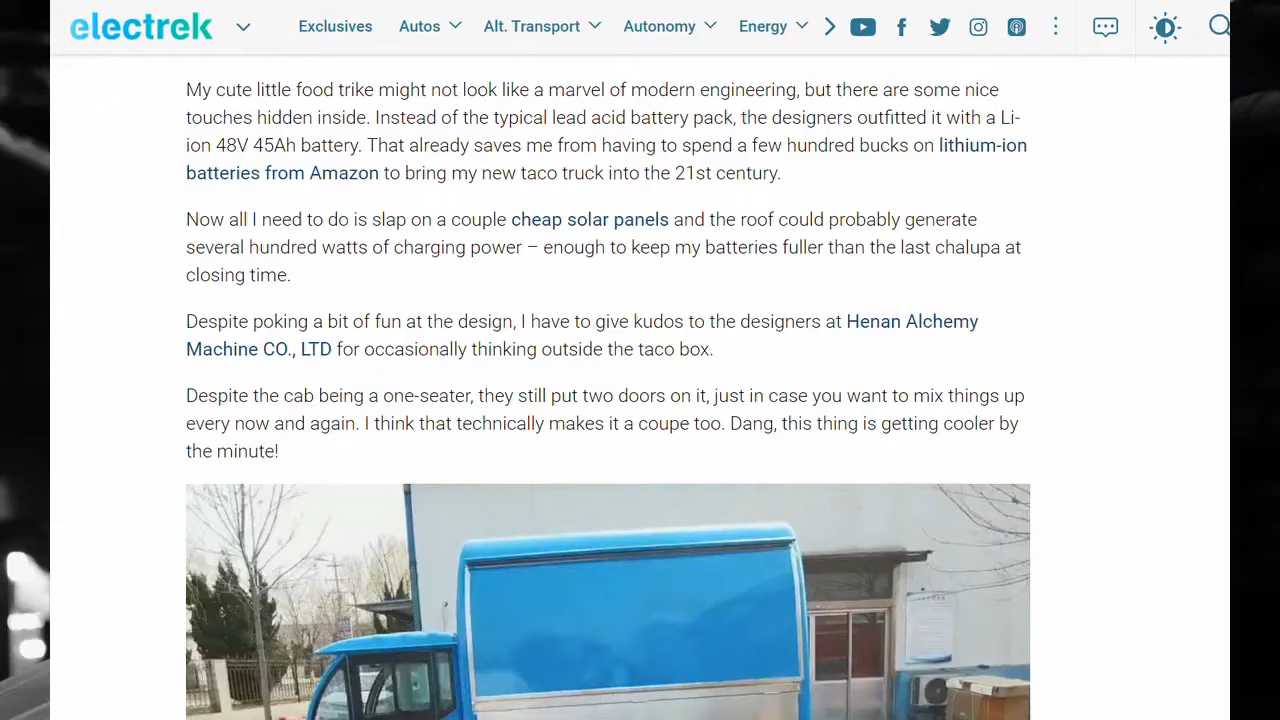 electrek Exclusives Autos Alt. Transport Autonomy Energy
My cute little food trike might not look like a marvel of modern engineering, but there are some nice
touches hidden inside. Instead of the typical lead acid battery pack, the designers outfitted it with a Li-
ion 48V 45Ah battery. That already saves me from having to spend a few hundred bucks on lithium-ion
batteries from Amazon to bring my new taco truck into the 21st century.
Now all I need to do is slap on a couple cheap solar panels and the roof could probably generate
several hundred watts of charging power – enough to keep my batteries fuller than the last chalupa at
closing time.
Despite poking a bit of fun at the design, I have to give kudos to the designers at Henan Alchemy
Machine CO., LTD for occasionally thinking outside the taco box.
Despite the cab being a one-seater, they still put two doors on it, just in case you want to mix things up
every now and again. I think that technically makes it a coupe too. Dang, this thing is getting cooler by
the minute!